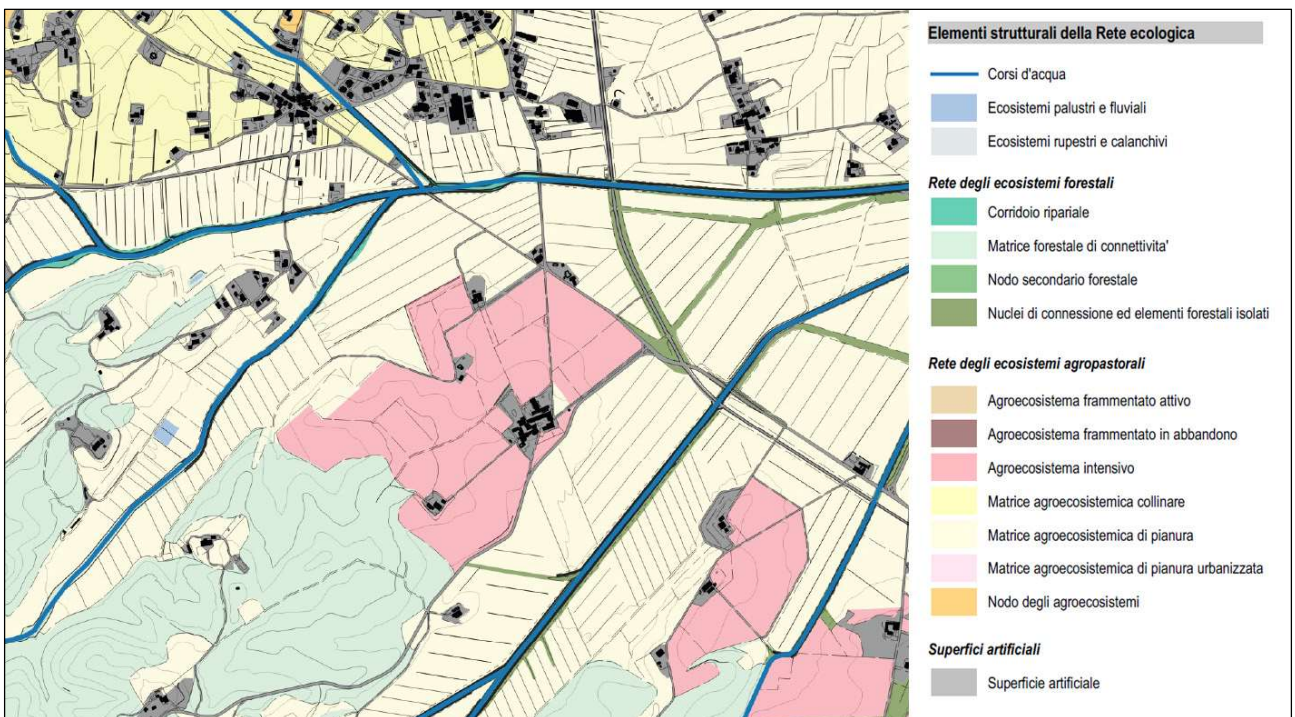 Elementi strutturali della Rete ecologica
Corsi d'acqua
Ecosistemi palustri e fluviali
Ecosistemi rupestri e calanchivi
Rete degli ecosistemi forestali
Corridoio ripariale
Matrice forestale di connettivita'
Nodo secondario forestale
Nuclei di connessione ed elementi forestali isolati
Rete degli ecosistemi agropastorali
Agroecosistema frammentato attivo
Agroecosistema frammentato in abbandono
Agroecosistema intensivo
Matrice agroecosistemica collinare
Matrice agroecosistemica di pianura
Matrice agroecosistemica di pianura urbanizzata
Nodo degli agroecosistemi
Superfici artificiali
Superficie artificiale